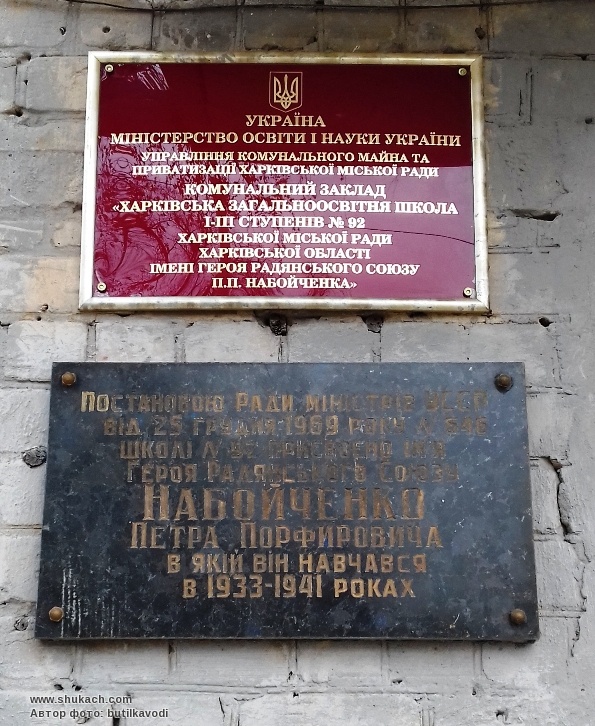 УКРАЇНА
МІНІСТЕРСТВО ОСВІТИ І НАУКИ УКРАЇНИ
УПРАВЛІННЯ КОМУНАЛЬНОГО МАЙНА ТА
ПРИВАТИЗАЦІЇ ХАРКІВСЬКОЇ МІСЬКОЇ РАДИ
КОМУНАЛЬНИЙ ЗАКЛАД
«ХАРКІВСЬКА ЗАГАЛЬНООСВІТНЯ ШКОЛА
І-ІІІ СТУПЕНІВ № 92
ХАРКІВСЬКОЇ МІСЬКОЇ РАДИ
ХАРКІВСЬКОЇ ОБЛАСТІ
ІМЕНІ ГЕРОЯ РАДЯНСЬКОГО СОЮЗУ
П.П. НАБОЙЧЕНКА»
ПОСТАНОВОЮ РАДИ МІНІСТРІВ УССР
ВІД 25 ГРУДНЯ 1969 РОКУ
ШКОЛІ № 92 ПРИСВОЄНО ІМ'Я
ГЕРОЯ РАДЯНСЬКОГО СОЮЗУ
НАБОЙЧЕНКО
ПЕТРА ПОРФИРОВИЧА
В ЯКІЙ ВІН НАВЧАВСЯ
В 1933-1941 РОКАХ
www.shukach.com
Автор фото: butilkavodi